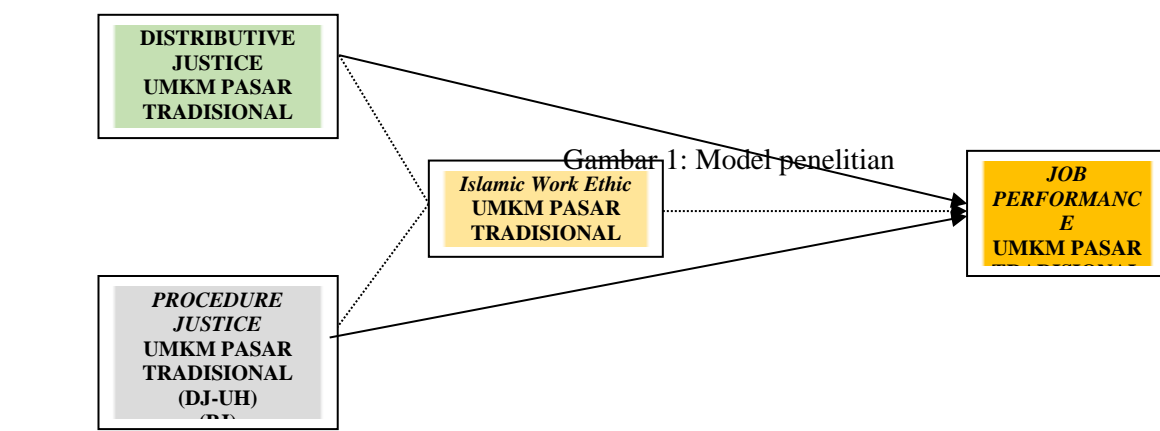 DISTRIBUTIVE
JUSTICE
UMKM PASAR
TRADISIONAL
Gambar 1: Model penelitian
Islamic Work Ethic
UMKM PASAR
TRADISIONAL
JOB
PERFORMANC
E
UMKM PASAR
PROCEDURE
JUSTICE
UMKM PASAR
TRADISIONAL
(DJ-UH)